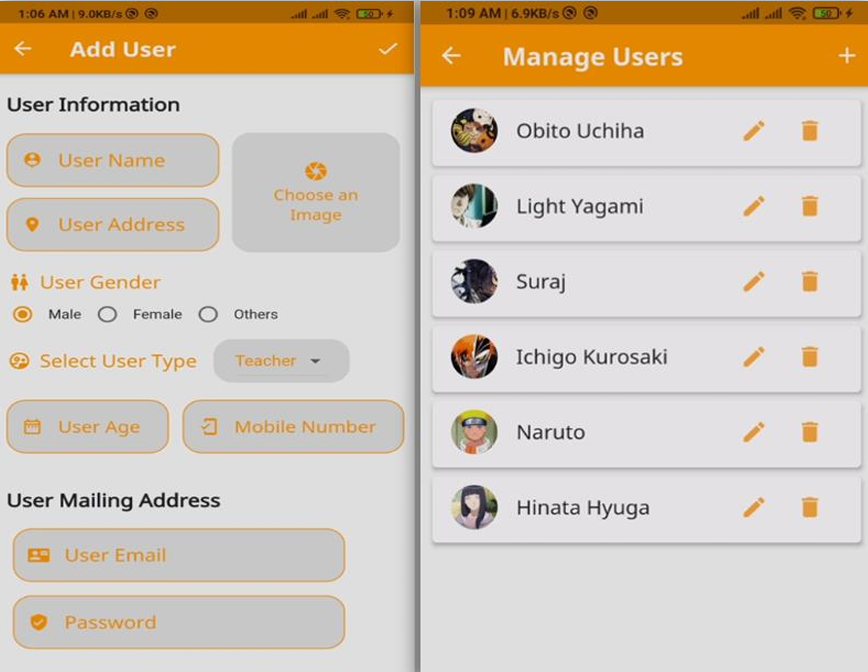 1:06 AM | 9.0KB/s
50
Add User
User Information
User Name
User Address
Choose an
Image
User Gender
Male
Female
Others
Select User Type
Teacher
User Age
Mobile Number
User Mailing Address
User Email
Password
1:09 AM | 6.9KB/s
50
Manage Users
Obito Uchiha
Light Yagami
Suraj
Ichigo Kurosaki
Naruto
Hinata Hyuga